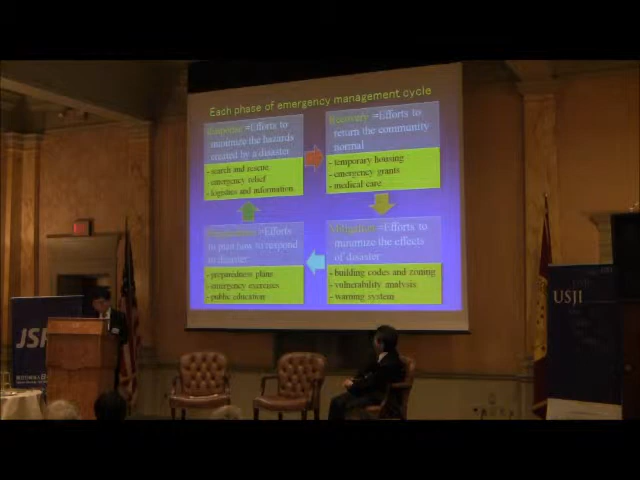 Each phase of emergency management cycle
Response =Efforts to
minimize the hazards
created by a disaster
- search and rescue
- emergency relief
- logistics and information
Recovery =Efforts to
return the community
normal
- temporary housing
- emergency grants
- medical care
=Efforts
to plan how to respond
to disaster
- preparedness plans
- emergency exercises
- public education
Mitigation =Efforts to
minimize the effects
of disaster
- building codes and zoning
- vulnerability analysis
- warning system
USJI